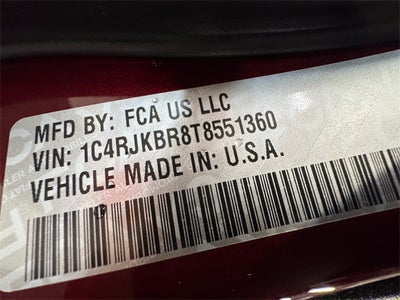 MFD BY: FCA US LLC
VIN: 1C4RJKBR8T8551360
VEHICLE MADE IN: U.S.A.